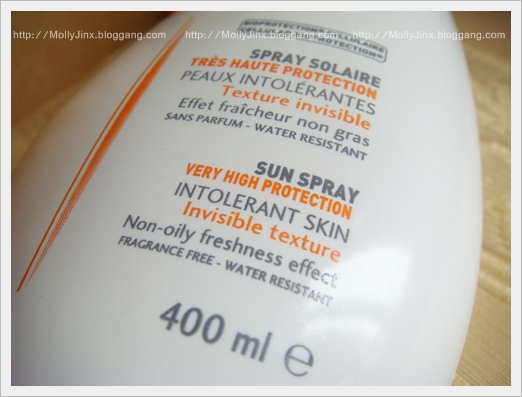 http://MollyJinx.bloggang.com http://MollyJinx.bloggang.com http://MollyJinx.bloggang.com
BIOPROTECTIONS CELLULAIRE
SPRAY SOLAIRE
TRÈS HAUTE PROTECTION
PEAUX INTOLÉRANTES
Texture invisible
Effet fraîcheur non gras
SANS PARFUM - WATER RESISTANT
SUN SPRAY
VERY HIGH PROTECTION
INTOLERANT SKIN
Invisible texture
Non-oily freshness effect
FRAGRANCE FREE - WATER RESISTANT
400 ml e